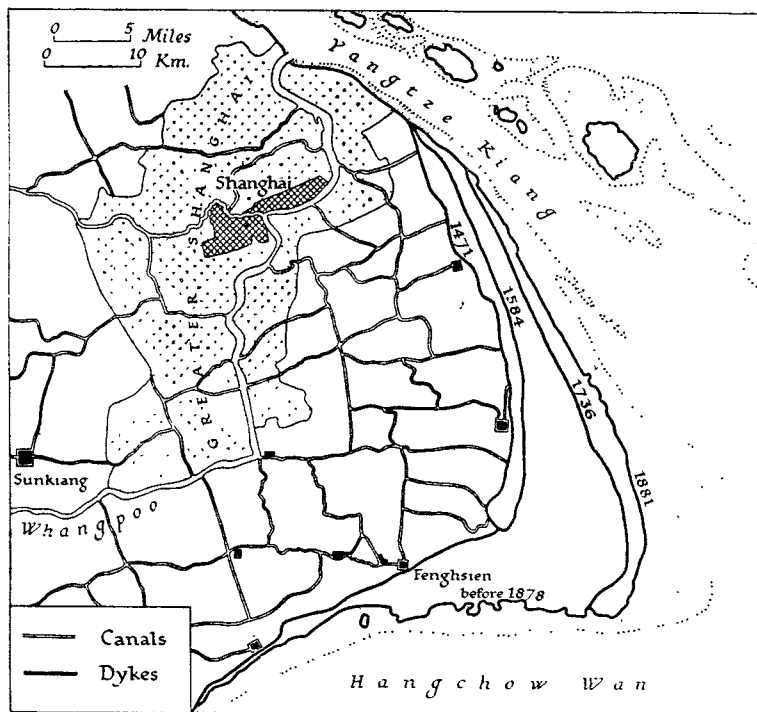 0 5 Miles
0 10 Km.
Yangtze Kiang
GREATER SHANGHAI
Shanghai
1471
1584
1736
1881
Sunkiang
Whangpoo
Fenghsien
before 1878
Canals
Dykes
Hangchow Wan